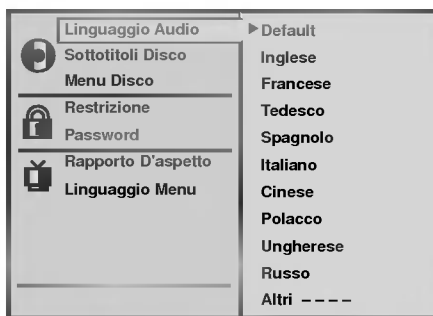 Linguaggio Audio
Sottotitoli Disco
Menu Disco
Restrizione
Password
Rapporto D'aspetto
Linguaggio Menu
Default
Inglese
Francese
Tedesco
Spagnolo
Italiano
Cinese
Polacco
Ungherese
Russo
Altri – – – –